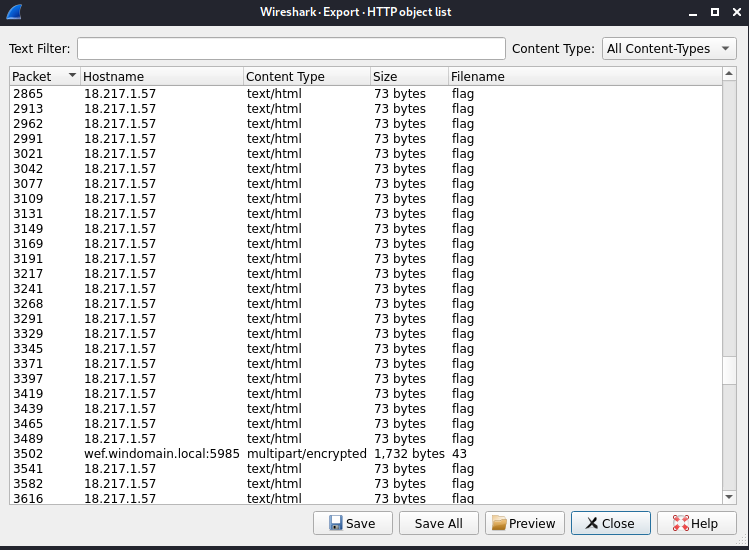 Wireshark · Export · HTTP object list
Text Filter: Content Type: All Content-Types
Packet Hostname Content Type Size Filename
2865 18.217.1.57 text/html 73 bytes flag
2913 18.217.1.57 text/html 73 bytes flag
2962 18.217.1.57 text/html 73 bytes flag
2991 18.217.1.57 text/html 73 bytes flag
3021 18.217.1.57 text/html 73 bytes flag
3042 18.217.1.57 text/html 73 bytes flag
3077 18.217.1.57 text/html 73 bytes flag
3109 18.217.1.57 text/html 73 bytes flag
3131 18.217.1.57 text/html 73 bytes flag
3149 18.217.1.57 text/html 73 bytes flag
3169 18.217.1.57 text/html 73 bytes flag
3191 18.217.1.57 text/html 73 bytes flag
3217 18.217.1.57 text/html 73 bytes flag
3241 18.217.1.57 text/html 73 bytes flag
3268 18.217.1.57 text/html 73 bytes flag
3291 18.217.1.57 text/html 73 bytes flag
3329 18.217.1.57 text/html 73 bytes flag
3345 18.217.1.57 text/html 73 bytes flag
3371 18.217.1.57 text/html 73 bytes flag
3397 18.217.1.57 text/html 73 bytes flag
3419 18.217.1.57 text/html 73 bytes flag
3439 18.217.1.57 text/html 73 bytes flag
3465 18.217.1.57 text/html 73 bytes flag
3489 18.217.1.57 text/html 73 bytes flag
3502 wef.windomain.local:5985 multipart/encrypted 1,732 bytes 43
3541 18.217.1.57 text/html 73 bytes flag
3582 18.217.1.57 text/html 73 bytes flag
3616 18.217.1.57 text/html 73 bytes flag
Save Save All Preview Close Help